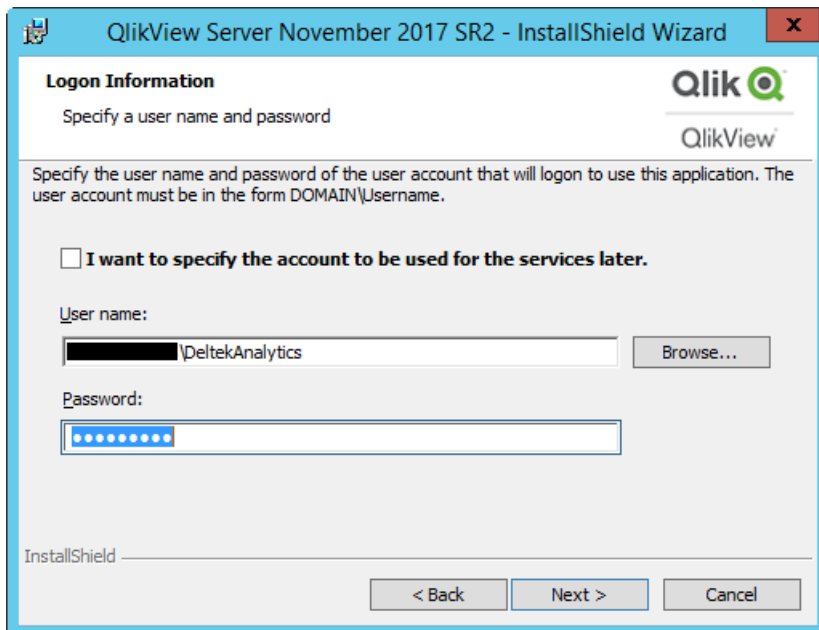 QlikView Server November 2017 SR2 - InstallShield Wizard
x
Logon Information
Specify a user name and password
Qlik
QlikView
Specify the user name and password of the user account that will logon to use this application. The
user account must be in the form DOMAIN\Username.
I want to specify the account to be used for the services later.
User name:
\DeltekAnalytics
Browse...
Password:
●●●●●●●●●
InstallShield
< Back
Next >
Cancel